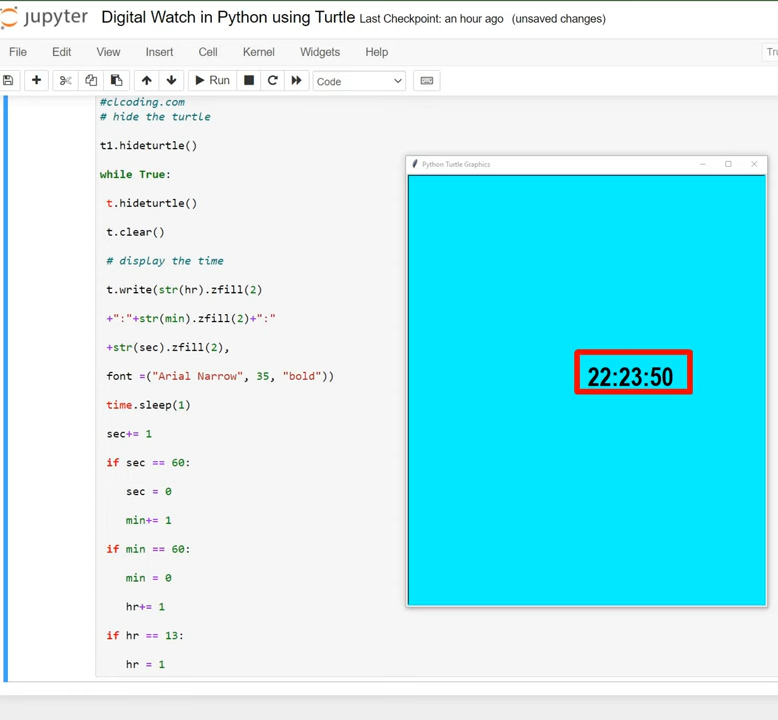 jupyter Digital Watch in Python using Turtle Last Checkpoint: an hour ago (unsaved changes)
File Edit View Insert Cell Kernel Widgets Help
Run Code
#clcoding.com
# hide the turtle
t1.hideturtle()
while True:
t.hideturtle()
t.clear()
# display the time
t.write(str(hr).zfill(2)
+":"+str(min).zfill(2)+":"
+str(sec).zfill(2),
font =("Arial Narrow", 35, "bold"))
time.sleep(1)
sec+= 1
if sec == 60:
sec = 0
min+= 1
if min == 60:
min = 0
hr+= 1
if hr == 13:
hr = 1
Python Turtle Graphics
22:23:50